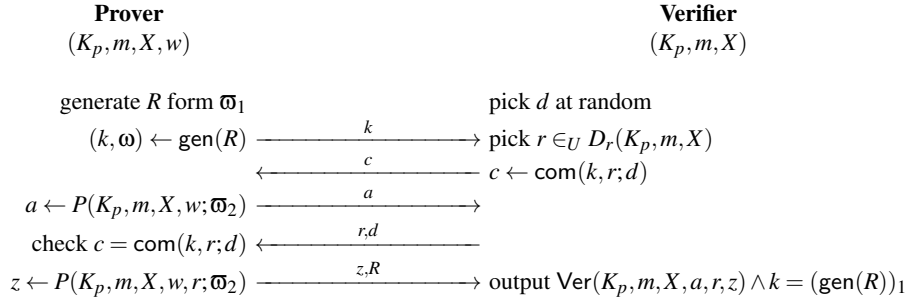 Prover Verifier
(K_p, m, X, w) (K_p, m, X)
generate R form ϖ_1 pick d at random
(k, ω) ← gen(R) k pick r ∈_U D_r(K_p, m, X)
c c ← com(k, r; d)
a ← P(K_p, m, X, w; ϖ_2) a
check c = com(k, r; d) r,d
z ← P(K_p, m, X, w, r; ϖ_2) z,R output Ver(K_p, m, X, a, r, z) ∧ k = (gen(R))_1